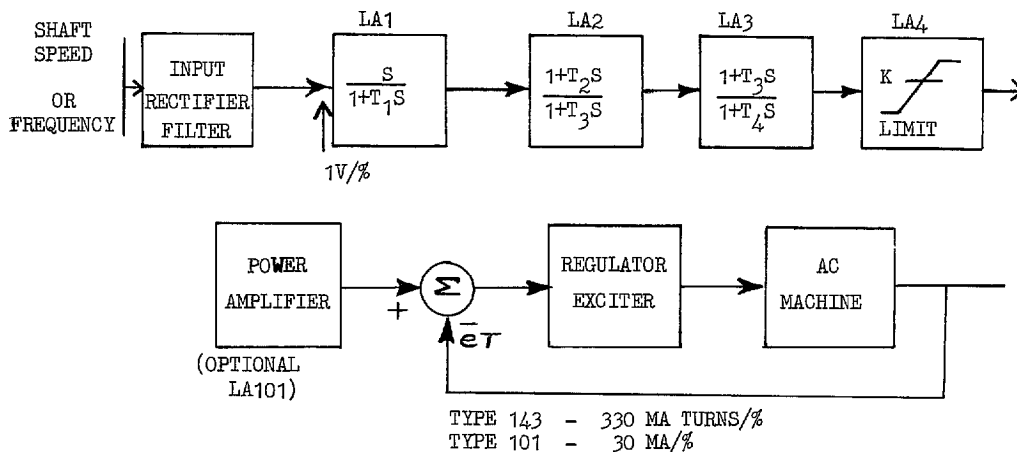 SHAFT
SPEED
OR
FREQUENCY
INPUT
RECTIFIER
FILTER
1V/%
LA1
S
1+T₁S
LA2
1+T₂S
1+T₃S
LA3
1+T₃S
1+T₄S
LA4
K
LIMIT
POWER
AMPLIFIER
(OPTIONAL
LA101)
+
Σ
e̅T
REGULATOR
EXCITER
AC
MACHINE
TYPE 143 - 330 MA TURNS/%
TYPE 101 - 30 MA/%